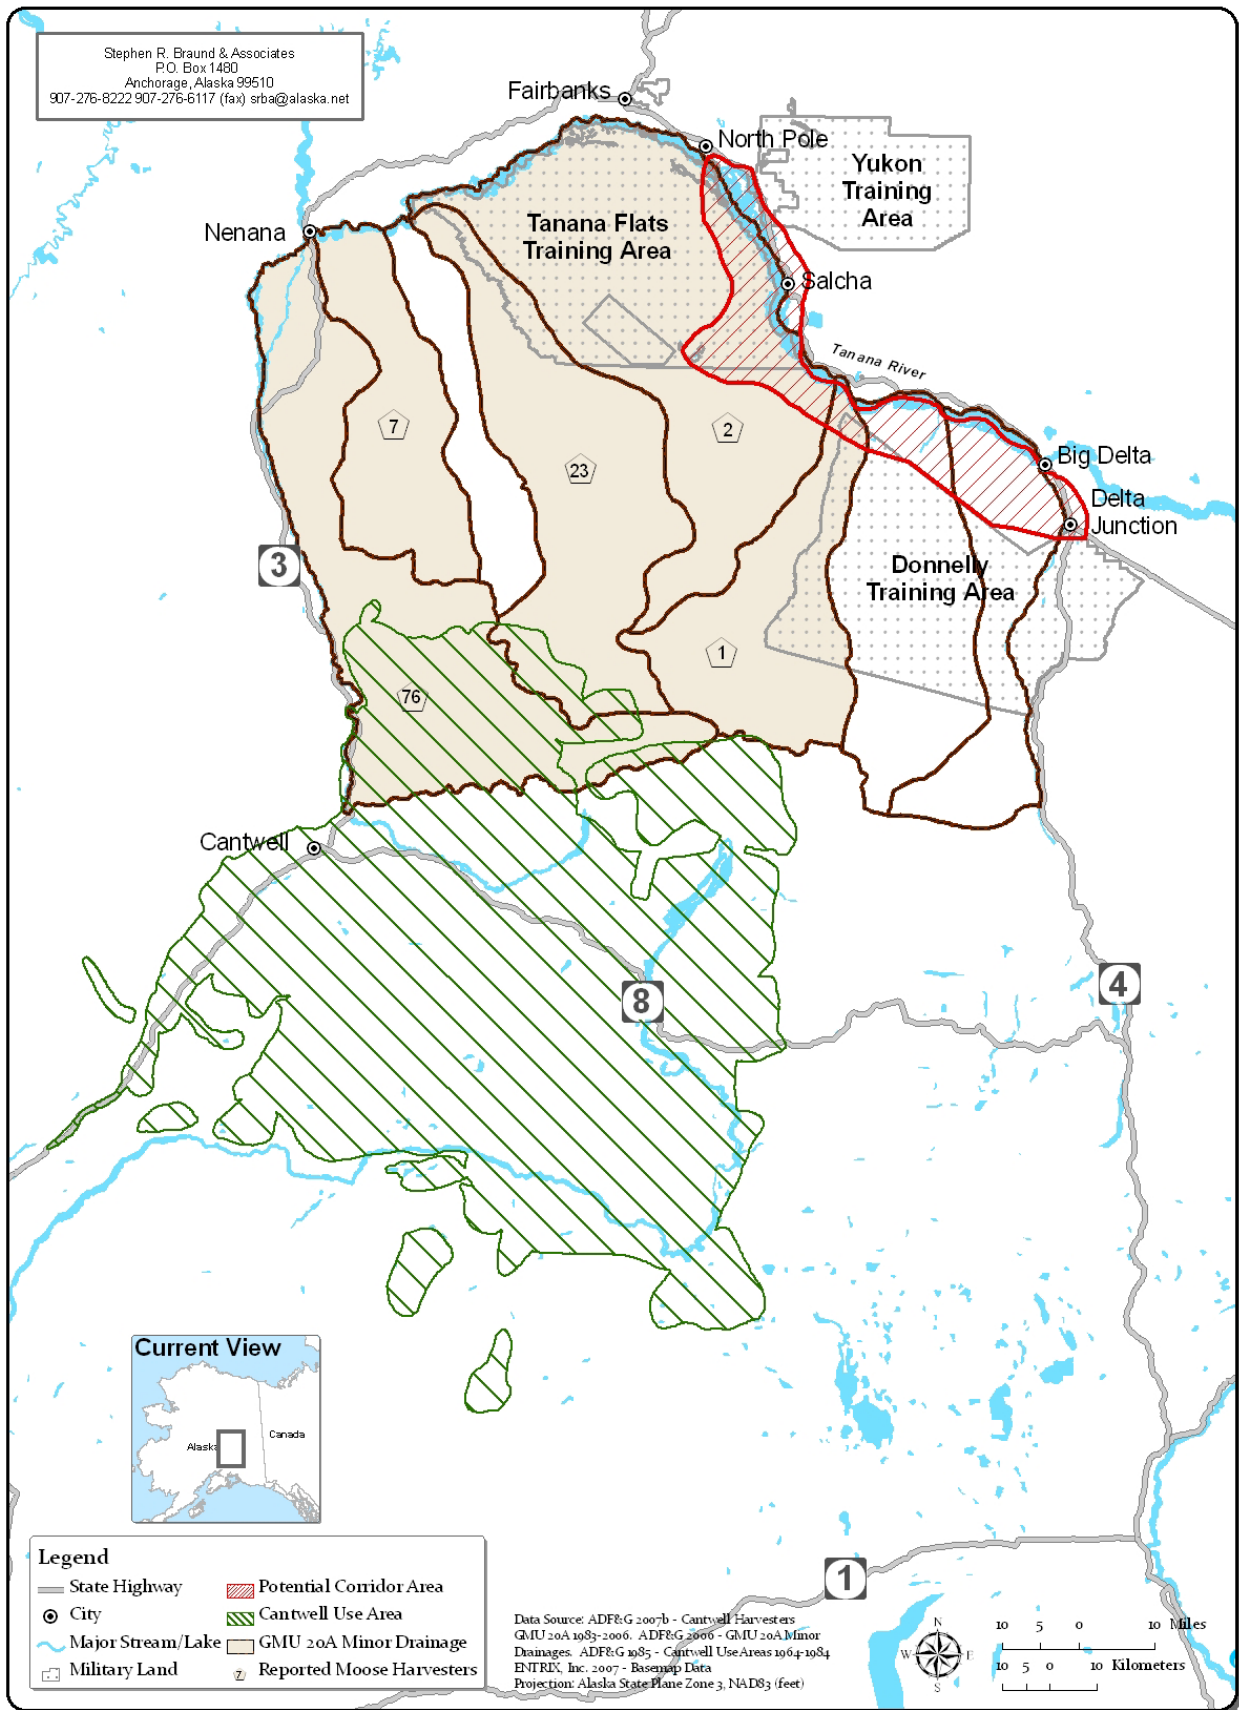 Stephen R. Braund & Associates
P.O. Box 1480
Anchorage, Alaska 99510
907-276-8222 907-276-6117 (fax) srba@alaska.net
Fairbanks
North Pole
Yukon
Training
Area
Tanana Flats
Training Area
Nenana
Salcha
Tanana River
7
2
23
Big Delta
Delta
Junction
3
Donnelly
Training Area
1
76
Cantwell
8
4
Current View
Alaska
Canada
Legend
State Highway
City
Major Stream/Lake
Military Land
Potential Corridor Area
Cantwell Use Area
GMU 20A Minor Drainage
7
Reported Moose Harvesters
1
Data Source: ADF&G 2007b - Cantwell Harvesters
GMU 20A 1983-2006. ADF&G 2006 - GMU 20A Minor
Drainages. ADF&G 1985 - Cantwell Use Areas 1964-1984
ENTRIX, Inc. 2007 - Basemap Data
Projection: Alaska State Plane Zone 3, NAD83 (feet)
N
W E
S
10 5 0 10 Miles
10 5 0 10 Kilometers